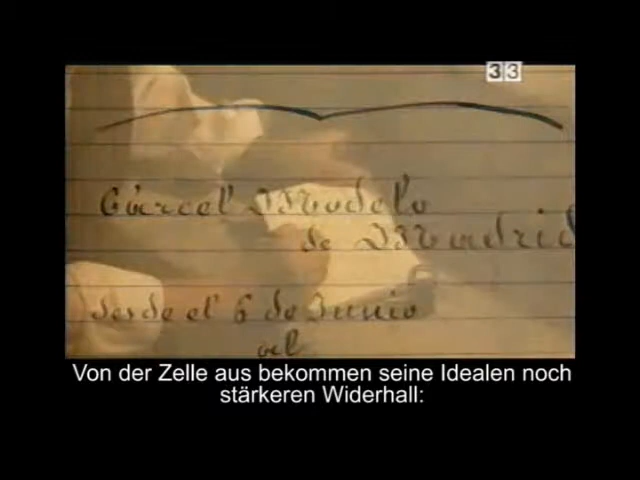 33
Cárcel Modelo
de Madrid
desde el 6 de Junio
al
Von der Zelle aus bekommen seine Idealen noch
stärkeren Widerhall: